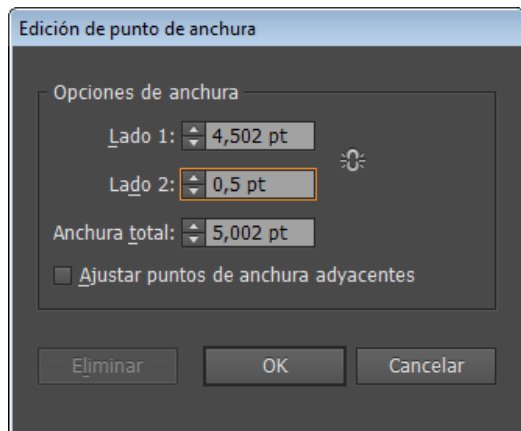 Edición de punto de anchura
Opciones de anchura
Lado 1: 4,502 pt
Lado 2: 0,5 pt
Anchura total: 5,002 pt
Ajustar puntos de anchura adyacentes
Eliminar OK Cancelar